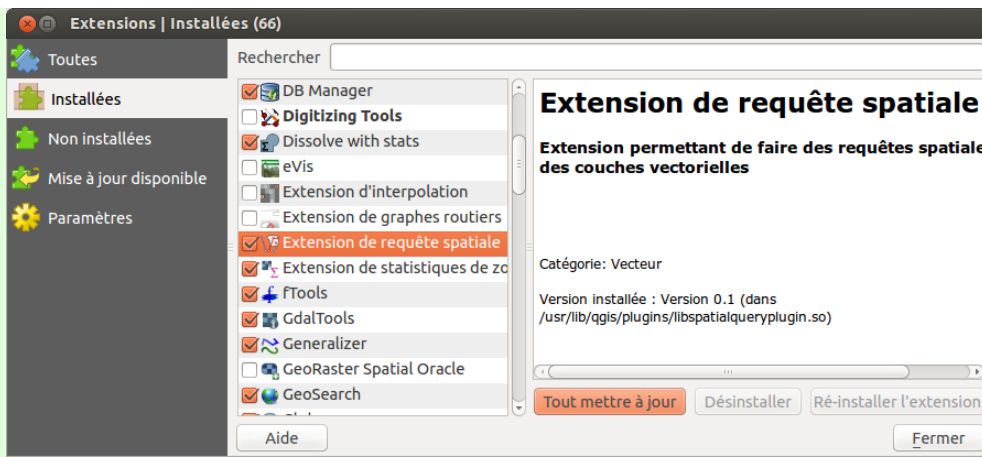 Extensions | Installées (66)
Toutes
Installées
Non installées
Mise à jour disponible
Paramètres
Rechercher
DB Manager
Digitizing Tools
Dissolve with stats
eVis
Extension d'interpolation
Extension de graphes routiers
Extension de requête spatiale
Extension de statistiques de zo
fTools
GdalTools
Generalizer
GeoRaster Spatial Oracle
GeoSearch
Extension de requête spatiale
Extension permettant de faire des requêtes spatiale
des couches vectorielles
Catégorie: Vecteur
Version installée : Version 0.1 (dans
/usr/lib/qgis/plugins/libspatialqueryplugin.so)
Tout mettre à jour
Désinstaller
Ré-installer l'extension
Aide
Fermer